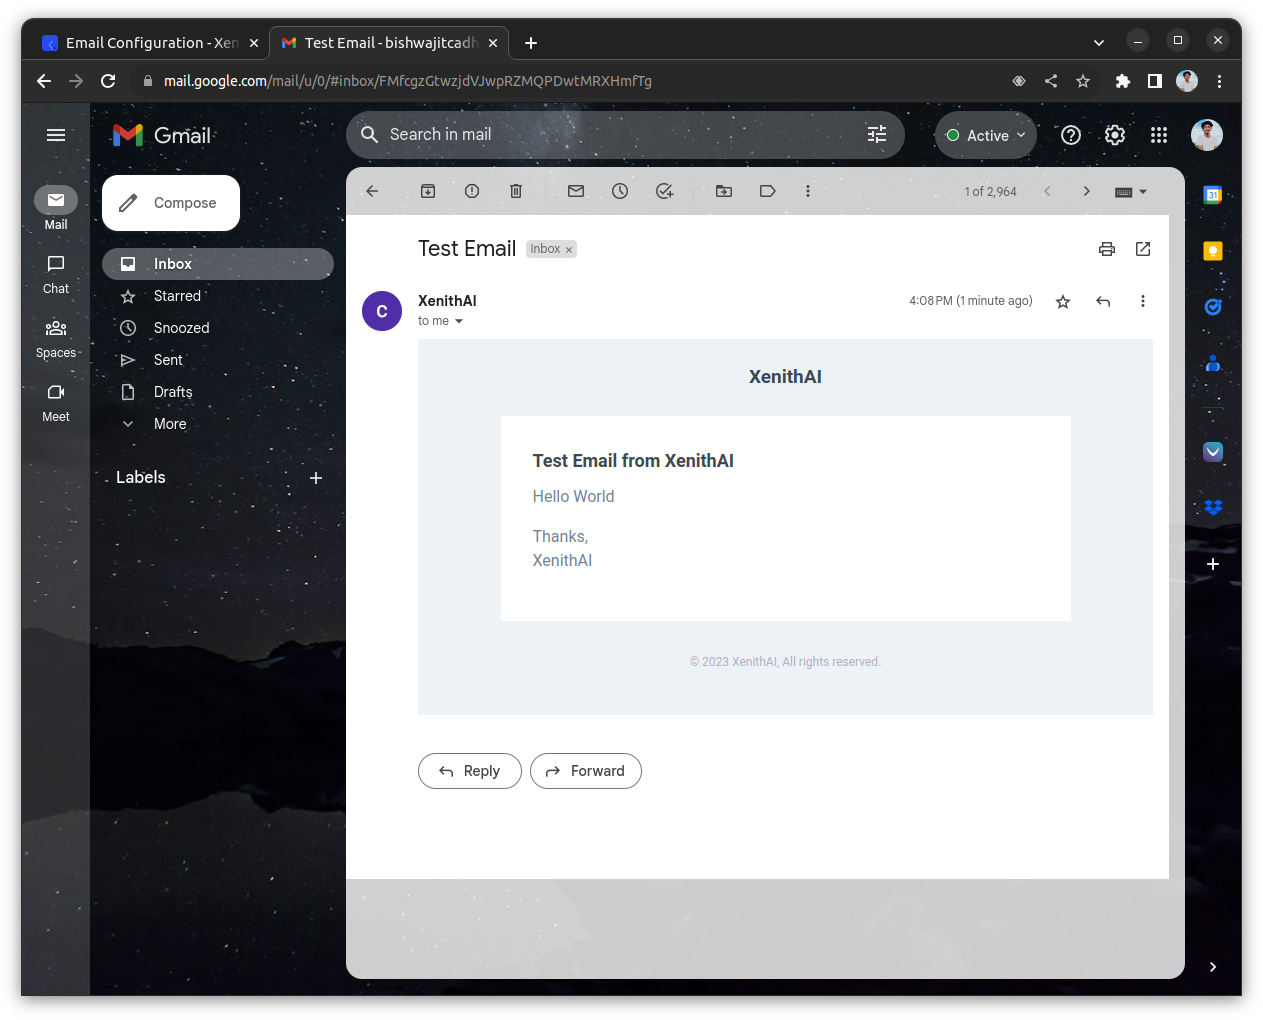 Email Configuration - Xen
Test Email - bishwajitcadh
mail.google.com/mail/u/0/#inbox/FMfcgzGtwzjdVJwpRZMQPDwtMRXHmfTg
Gmail
Search in mail
Active
Compose
Mail
Chat
Spaces
Meet
Inbox
Starred
Snoozed
Sent
Drafts
More
Labels
1 of 2,964
31
Test Email Inbox ×
C
XenithAI
4:08 PM (1 minute ago)
to me
XenithAI
Test Email from XenithAI
Hello World
Thanks,
XenithAI
© 2023 XenithAI, All rights reserved.
Reply
Forward